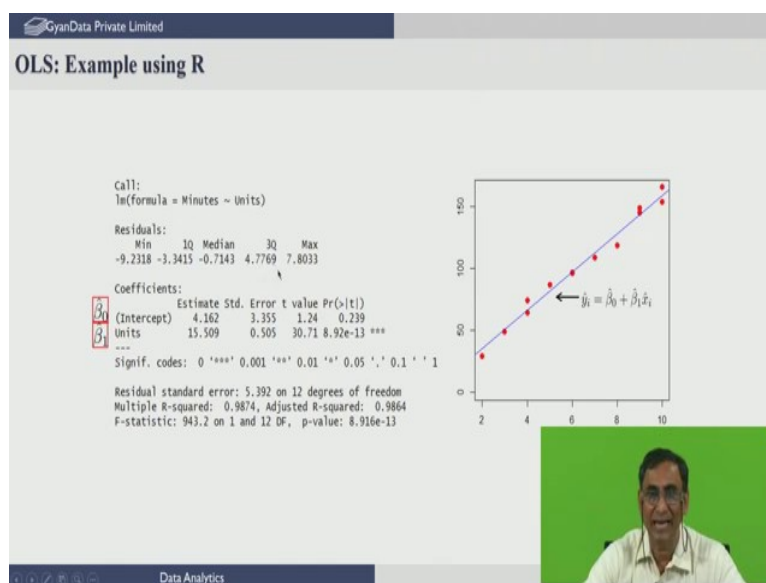 GyanData Private Limited
OLS: Example using R
Call:
lm(formula = Minutes ~ Units)
Residuals:
Min 1Q Median 3Q Max
-9.2318 -3.3415 -0.7143 4.7769 7.8033
Coefficients:
Estimate Std. Error t value Pr(>|t|)
β̂0 (Intercept) 4.162 3.355 1.24 0.239
β̂1 Units 15.509 0.505 30.71 8.92e-13 ***
---
Signif. codes: 0 '***' 0.001 '**' 0.01 '*' 0.05 '.' 0.1 ' ' 1
Residual standard error: 5.392 on 12 degrees of freedom
Multiple R-squared: 0.9874, Adjusted R-squared: 0.9864
F-statistic: 943.2 on 1 and 12 DF, p-value: 8.916e-13
150
100
50
0
ŷi = β̂0 + β̂1x̂i
2 4 6 8 10
Data Analytics